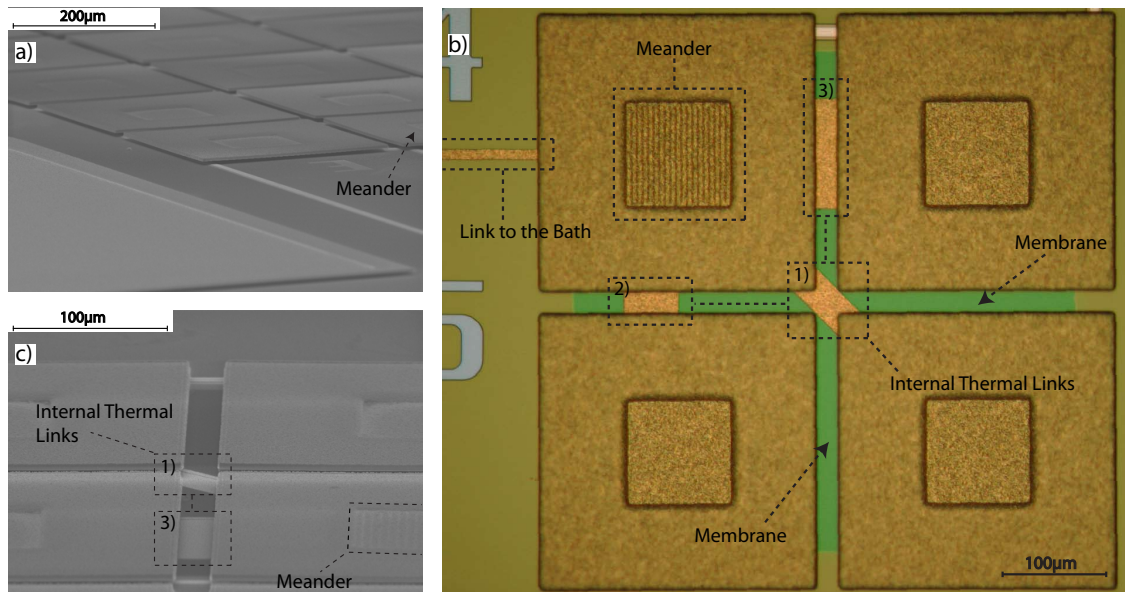 200µm
a)
Meander
100µm
c)
Internal Thermal
Links
1)
3)
Meander
b)
4
Meander
3)
Link to the Bath
Membrane
1)
2)
Internal Thermal Links
Membrane
100µm